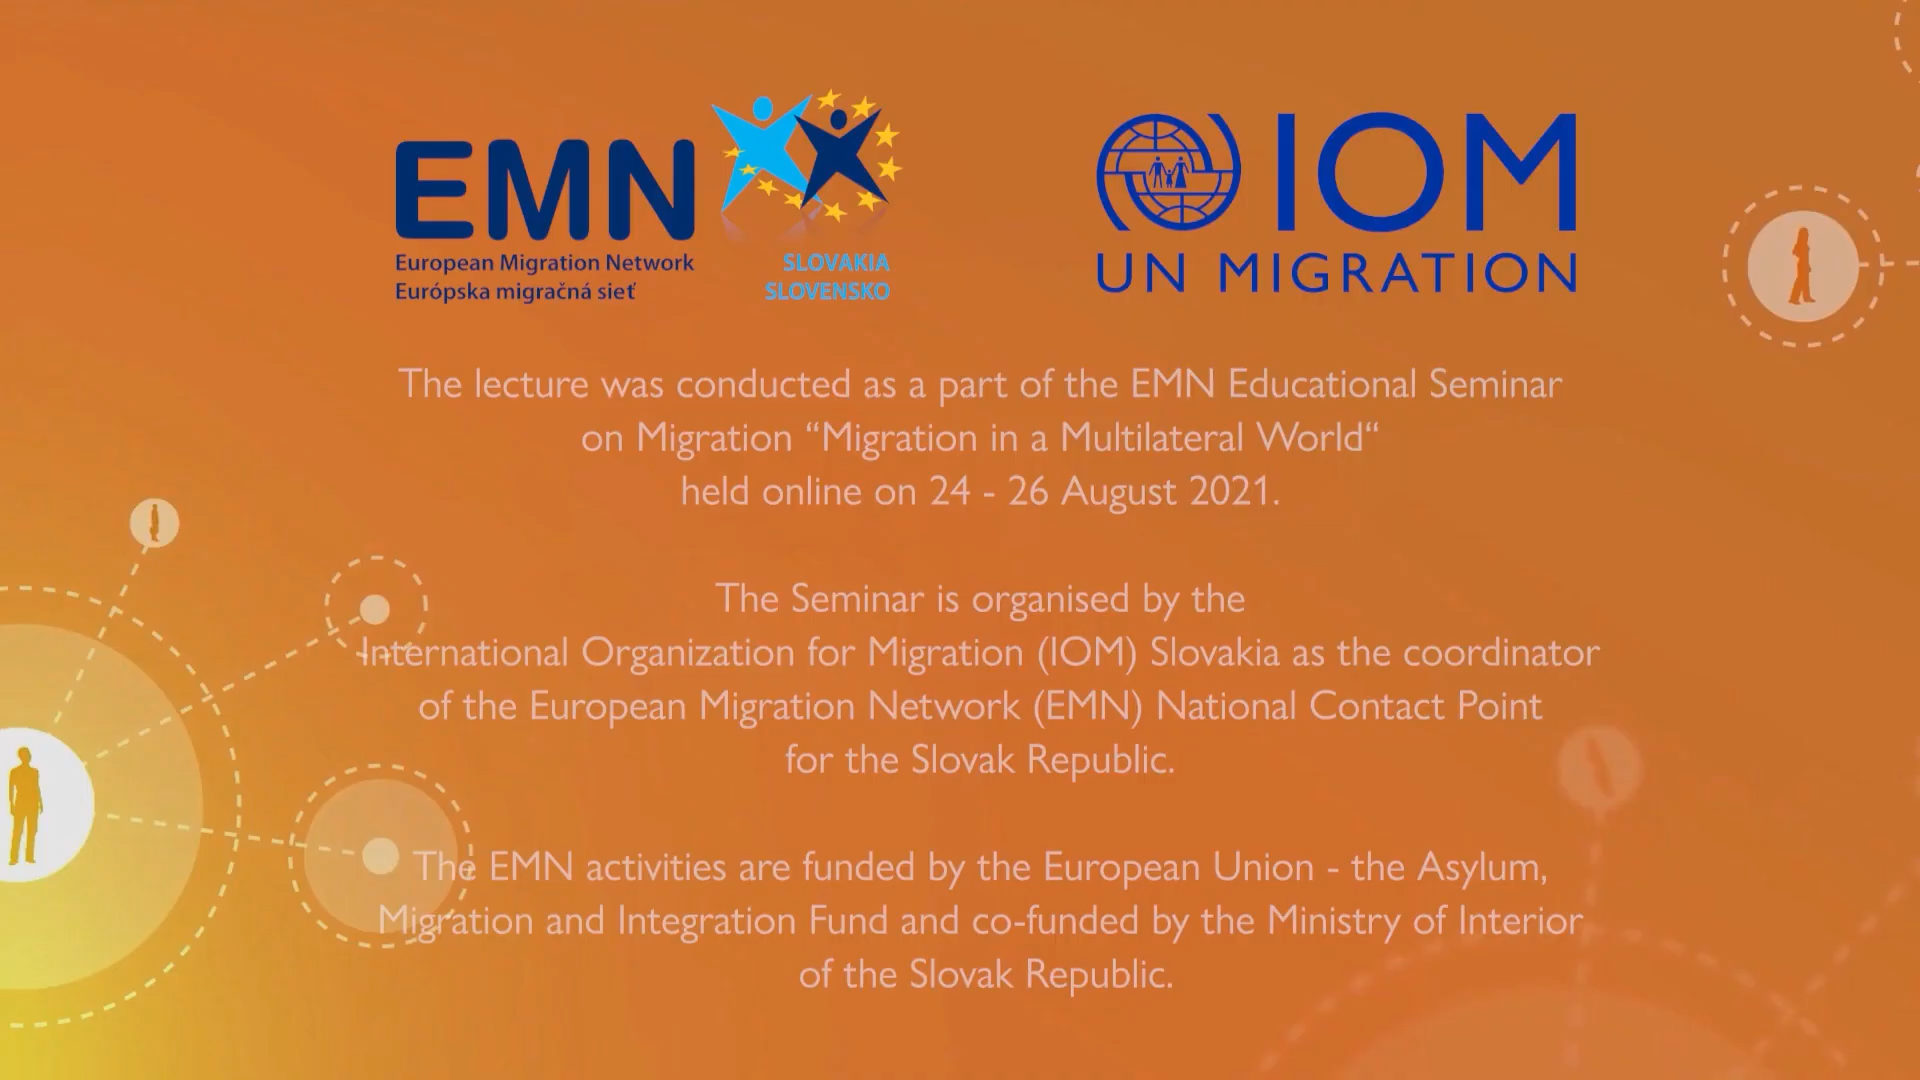 EMN
European Migration Network
Európska migračná sieť
SLOVAKIA
SLOVENSKO
IOM
UN MIGRATION
The lecture was conducted as a part of the EMN Educational Seminar
on Migration “Migration in a Multilateral World“
held online on 24 - 26 August 2021.
The Seminar is organised by the
International Organization for Migration (IOM) Slovakia as the coordinator
of the European Migration Network (EMN) National Contact Point
for the Slovak Republic.
The EMN activities are funded by the European Union - the Asylum,
Migration and Integration Fund and co-funded by the Ministry of Interior
of the Slovak Republic.